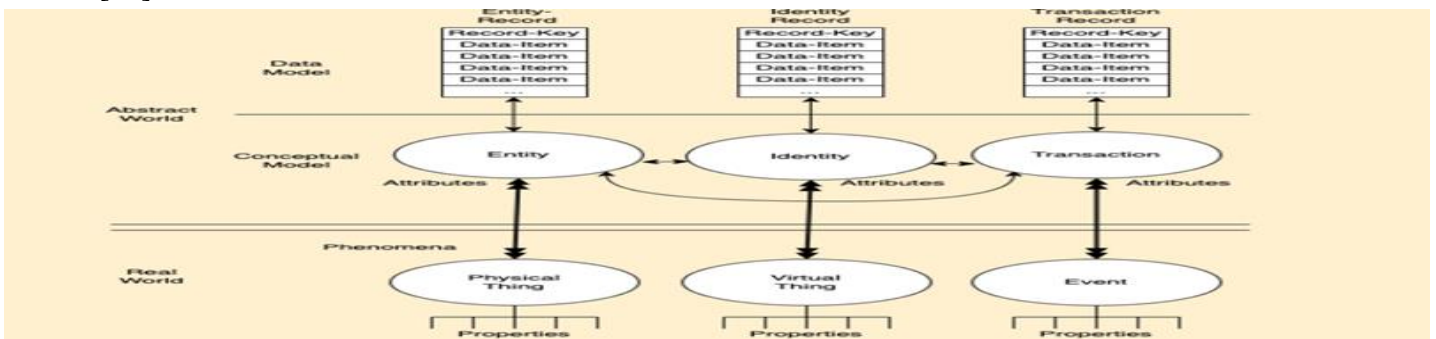 Entity-
Record
Identity
Record
Transaction
Record
Record-Key
Data-Item
Data-Item
Data-Item
Data-Item
...
Record-Key
Data-Item
Data-Item
Data-Item
Data-Item
...
Record-Key
Data-Item
Data-Item
Data-Item
Data-Item
...
Data
Model
Abstract
World
Conceptual
Model
Entity
Identity
Transaction
Attributes
Attributes
Attributes
Phenomena
Real
World
Physical
Thing
Virtual
Thing
Event
Properties
Properties
Properties